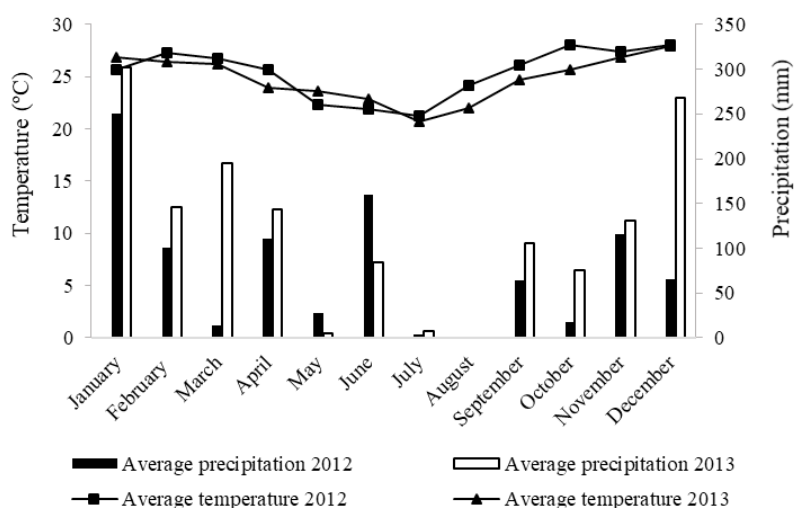 30
25
20
15
10
5
0
Temperature (ºC)
350
300
250
200
150
100
50
0
Precipitation (mm)
January
February
March
April
May
June
July
August
September
October
November
December
Average precipitation 2012
Average precipitation 2013
Average temperature 2012
Average temperature 2013